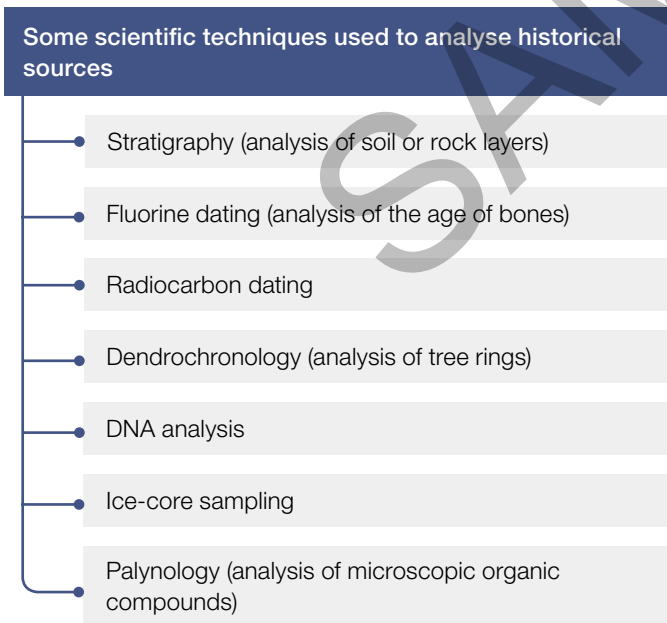 Some scientific techniques used to analyse historical
sources
Stratigraphy (analysis of soil or rock layers)
Fluorine dating (analysis of the age of bones)
Radiocarbon dating
Dendrochronology (analysis of tree rings)
DNA analysis
Ice-core sampling
Palynology (analysis of microscopic organic
compounds)